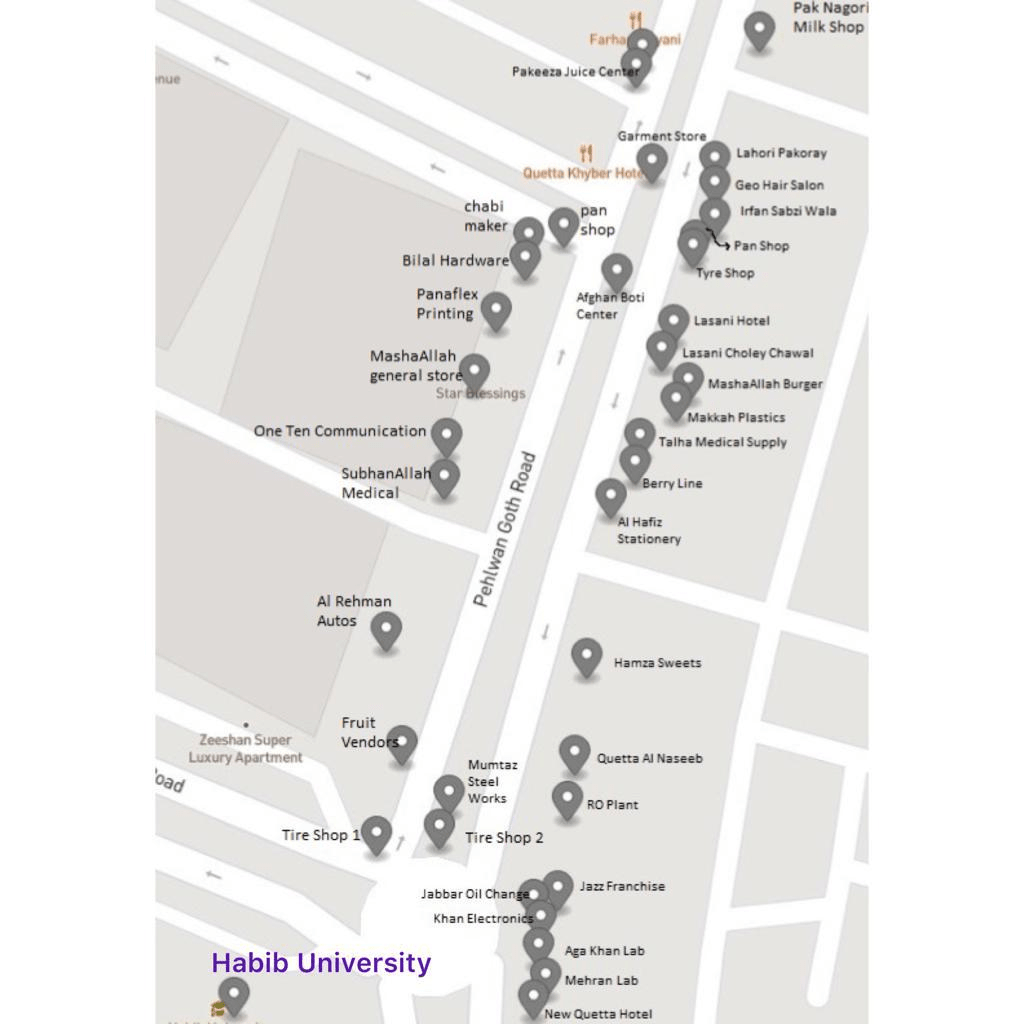 Pak Nagori
Milk Shop
Pakeeza Juice Center
enue
Garment Store
Lahori Pakoray
Quetta Khyber Hote
Geo Hair Salon
chabi
maker
pan
shop
Irfan Sabzi Wala
Pan Shop
Bilal Hardware
Tyre Shop
Panaflex
Printing
Afghan Boti
Center
Lasani Hotel
Lasani Choley Chawal
MashaAllah
general store
MashaAllah Burger
Star Blessings
Makkah Plastics
One Ten Communication
Talha Medical Supply
SubhanAllah
Medical
Berry Line
Al Hafiz
Stationery
Pehlwan Goth Road
Al Rehman
Autos
Hamza Sweets
Fruit
Vendors
Zeeshan Super
Luxury Apartment
Quetta Al Naseeb
Mumtaz
Steel
Works
oad
RO Plant
Tire Shop 1
Tire Shop 2
Jazz Franchise
Jabbar Oil Change
Khan Electronics
Aga Khan Lab
Habib University
Mehran Lab
New Quetta Hotel